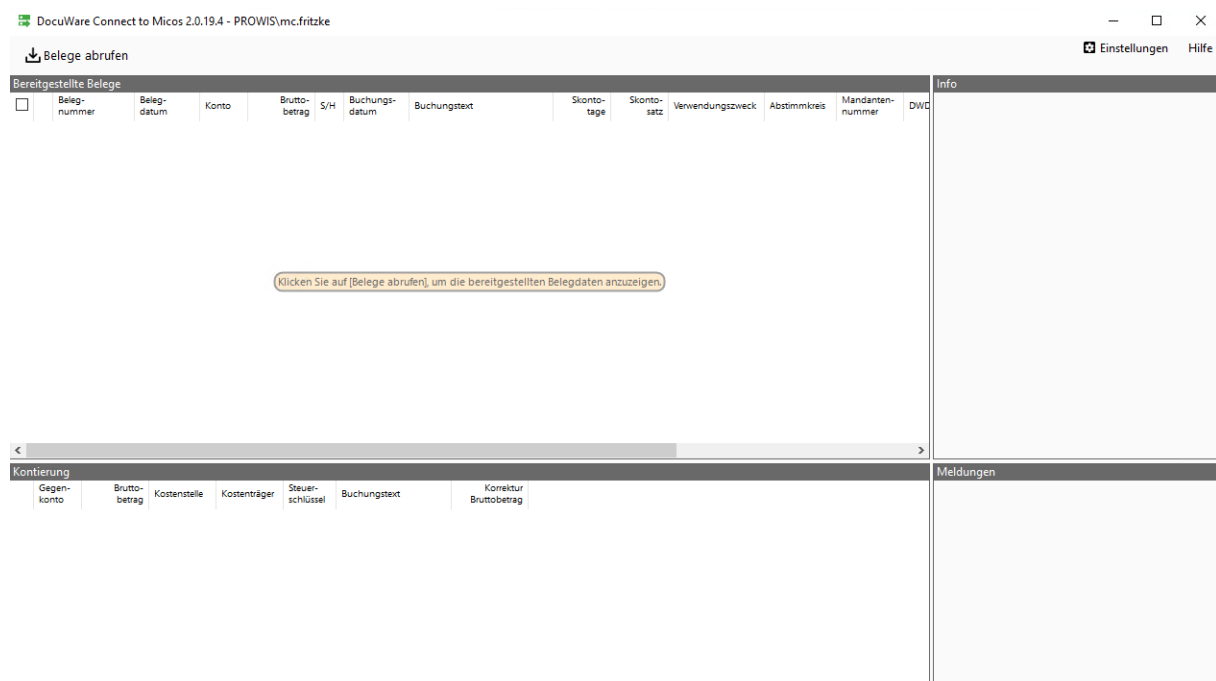 DocuWare Connect to Micos 2.0.19.4 - PROWIS\mc.fritzke
Belege abrufen
Einstellungen Hilfe
Bereitgestellte Belege
Beleg-
nummer
Beleg-
datum
Konto
Brutto-
betrag
S/H
Buchungs-
datum
Buchungstext
Skonto-
tage
Skonto-
satz
Verwendungszweck
Abstimmkreis
Mandanten-
nummer
DWD
Info
Klicken Sie auf [Belege abrufen], um die bereitgestellten Belegdaten anzuzeigen.
Kontierung
Gegen-
konto
Brutto-
betrag
Kostenstelle
Kostenträger
Steuer-
schlüssel
Buchungstext
Korrektur
Bruttobetrag
Meldungen